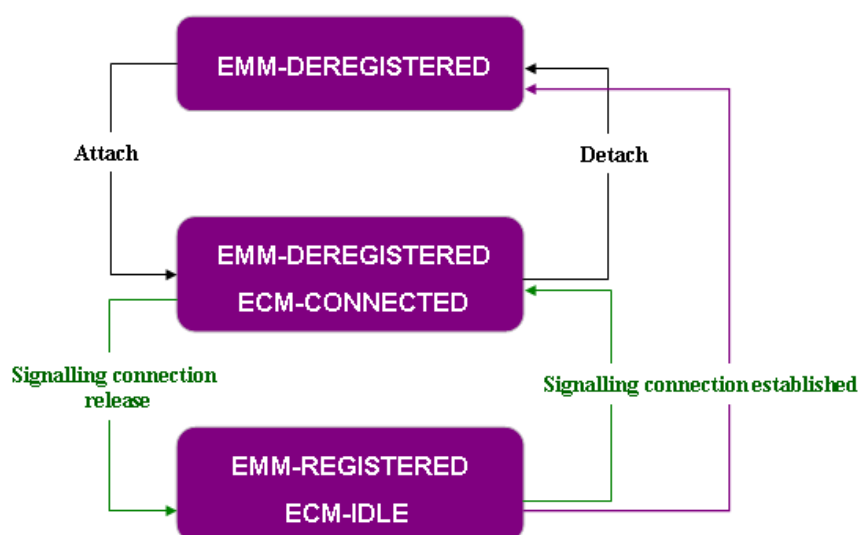 EMM-DEREGISTERED
Attach
Detach
EMM-DEREGISTERED
ECM-CONNECTED
Signalling connection
release
Signalling connection established
EMM-REGISTERED
ECM-IDLE